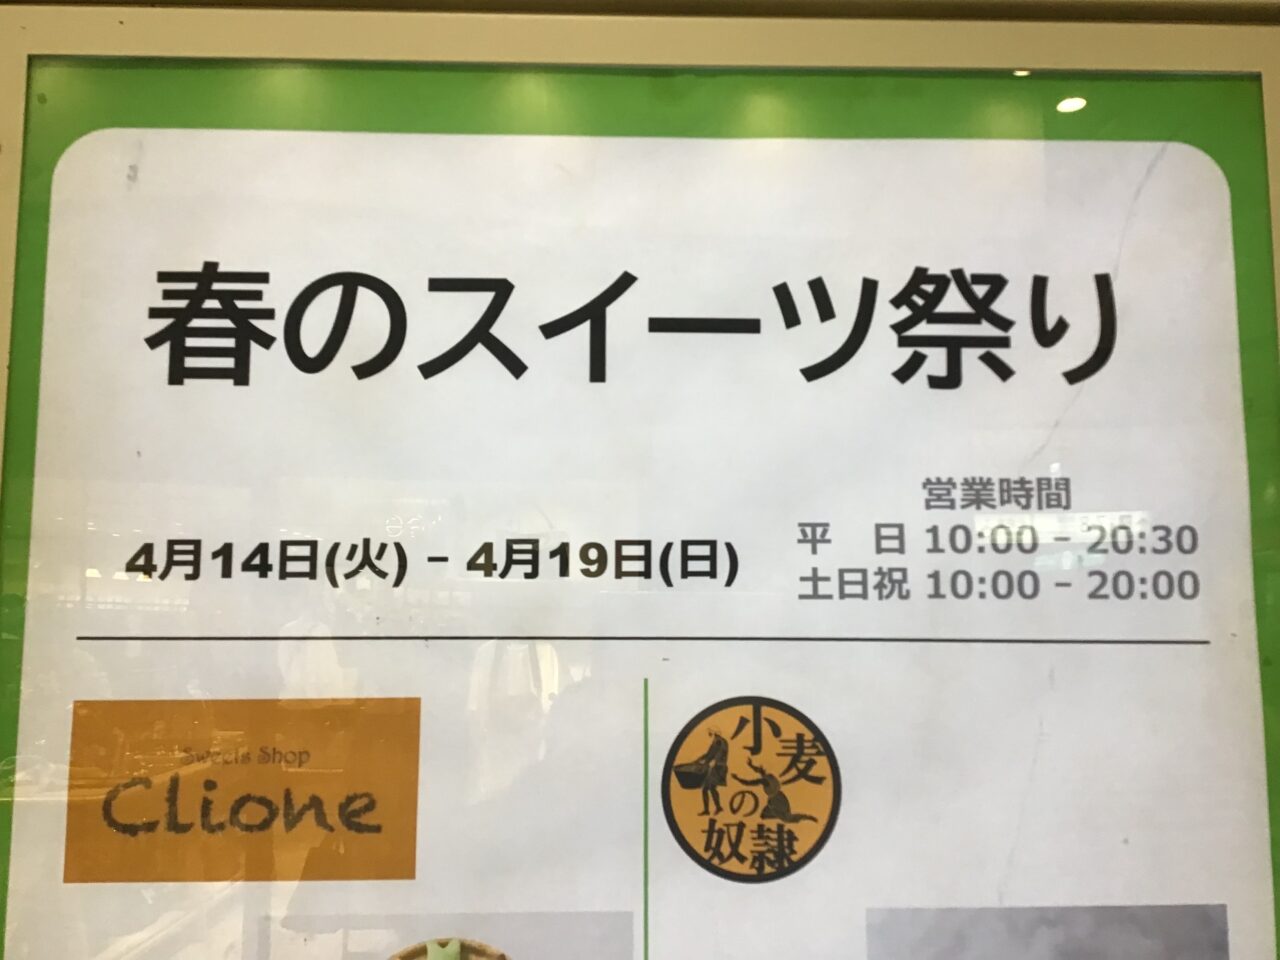 春のスイーツ祭り
4月14日(火) - 4月19日(日)
営業時間
平　日 10:00 - 20:30
土日祝 10:00 - 20:00
Sweets Shop
Clione
小麦
の
奴隷